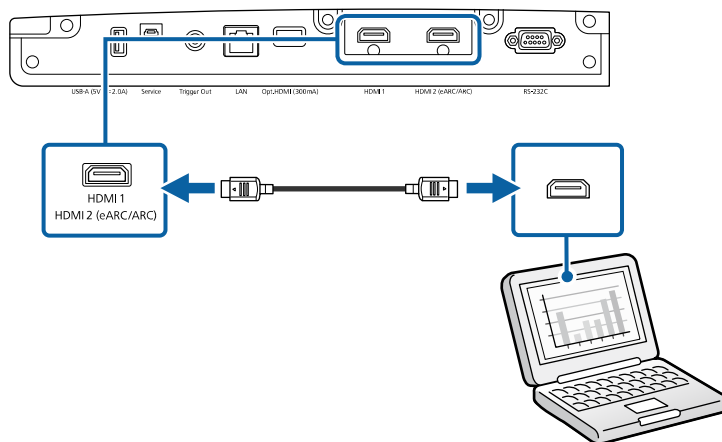 USB-A (5V ⎓ 2.0A) Service Trigger Out LAN Opt.HDMI (300mA) HDMI 1 HDMI 2 (eARC/ARC) RS-232C
HDMI 1
HDMI 2 (eARC/ARC)